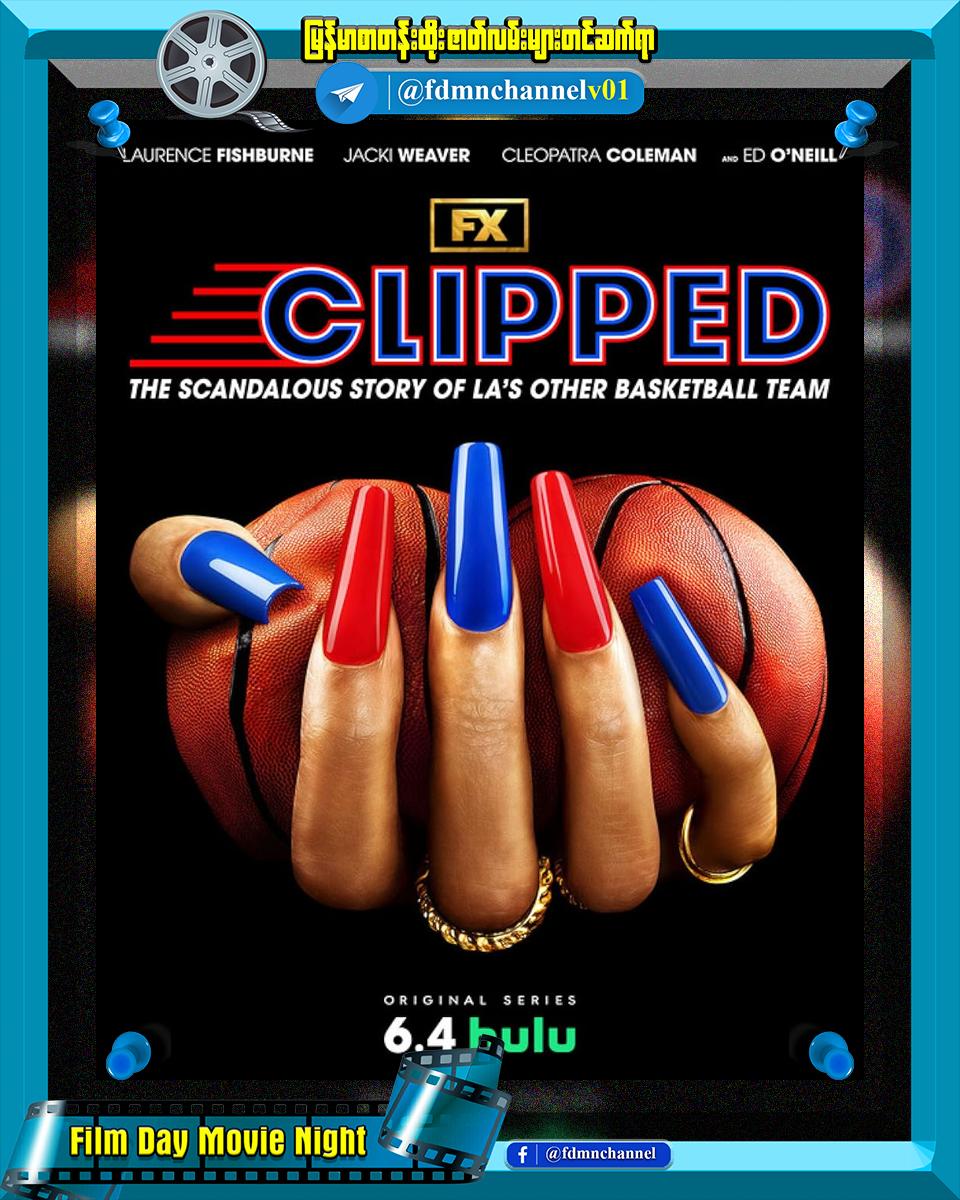 မြန်မာစာတန်းထိုးဇာတ်လမ်းများတင်ဆက်ရာ
@fdmnchannelv01
LAURENCE FISHBURNE JACKI WEAVER CLEOPATRA COLEMAN AND ED O'NEILL
FX
CLIPPED
THE SCANDALOUS STORY OF LA'S OTHER BASKETBALL TEAM
ORIGINAL SERIES
6.4 hulu
Film Day Movie Night
@fdmnchannel